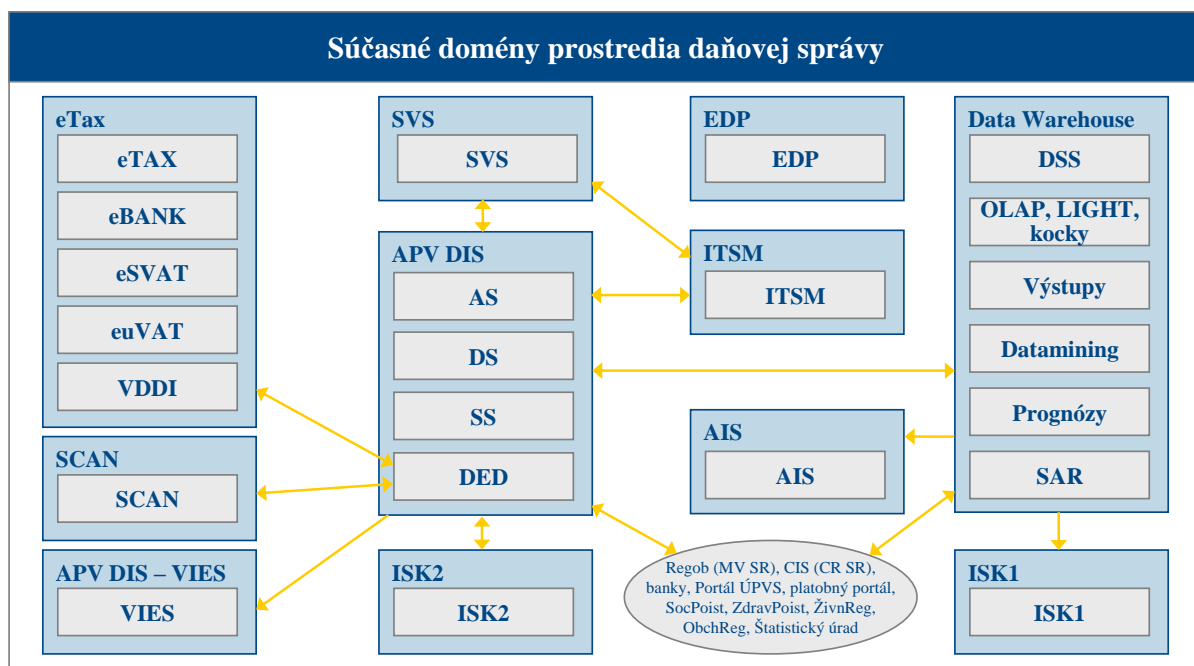 Súčasné domény prostredia daňovej správy
eTax
eTAX
eBANK
eSVAT
euVAT
VDDI
SCAN
SCAN
APV DIS – VIES
VIES
SVS
SVS
APV DIS
AS
DS
SS
DED
ISK2
ISK2
EDP
EDP
ITSM
ITSM
AIS
AIS
Regob (MV SR), CIS (CR SR),
banky, Portál ÚPVS, platobný portál,
SocPoist, ZdravPoist, ŽivnReg,
ObchReg, Štatistický úrad
Data Warehouse
DSS
OLAP, LIGHT,
kocky
Výstupy
Datamining
Prognózy
SAR
ISK1
ISK1